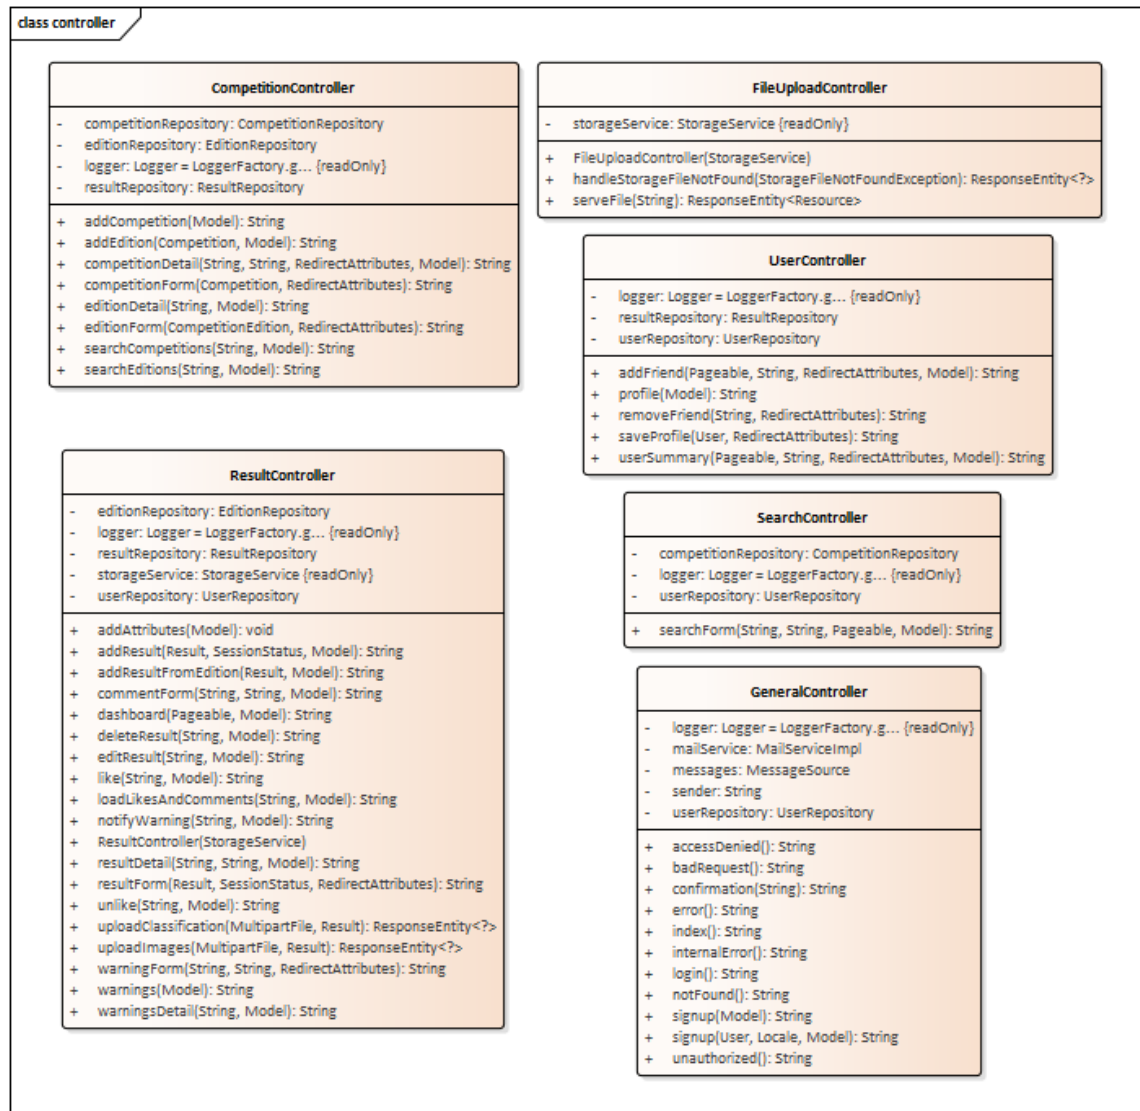 class controller
CompetitionController
- competitionRepository: CompetitionRepository
- editionRepository: EditionRepository
- logger: Logger = LoggerFactory.g... {readOnly}
- resultRepository: ResultRepository
+ addCompetition(Model): String
+ addEdition(Competition, Model): String
+ competitionDetail(String, String, RedirectAttributes, Model): String
+ competitionForm(Competition, RedirectAttributes): String
+ editionDetail(String, Model): String
+ editionForm(CompetitionEdition, RedirectAttributes): String
+ searchCompetitions(String, Model): String
+ searchEditions(String, Model): String
FileUploadController
- storageService: StorageService {readOnly}
+ FileUploadController(StorageService)
+ handleStorageFileNotFound(StorageFileNotFoundException): ResponseEntity<?>
+ serveFile(String): ResponseEntity<Resource>
UserController
- logger: Logger = LoggerFactory.g... {readOnly}
- resultRepository: ResultRepository
- userRepository: UserRepository
+ addFriend(Pageable, String, RedirectAttributes, Model): String
+ profile(Model): String
+ removeFriend(String, RedirectAttributes): String
+ saveProfile(User, RedirectAttributes): String
+ userSummary(Pageable, String, RedirectAttributes, Model): String
ResultController
- editionRepository: EditionRepository
- logger: Logger = LoggerFactory.g... {readOnly}
- resultRepository: ResultRepository
- storageService: StorageService {readOnly}
- userRepository: UserRepository
+ addAttributes(Model): void
+ addResult(Result, SessionStatus, Model): String
+ addResultFromEdition(Result, Model): String
+ commentForm(String, String, Model): String
+ dashboard(Pageable, Model): String
+ deleteResult(String, Model): String
+ editResult(String, Model): String
+ like(String, Model): String
+ loadLikesAndComments(String, Model): String
+ notifyWarning(String, Model): String
+ ResultController(StorageService)
+ resultDetail(String, String, Model): String
+ resultForm(Result, SessionStatus, RedirectAttributes): String
+ unlike(String, Model): String
+ uploadClassification(MultipartFile, Result): ResponseEntity<?>
+ uploadImages(MultipartFile, Result): ResponseEntity<?>
+ warningForm(String, String, RedirectAttributes): String
+ warnings(Model): String
+ warningsDetail(String, Model): String
SearchController
- competitionRepository: CompetitionRepository
- logger: Logger = LoggerFactory.g... {readOnly}
- userRepository: UserRepository
+ searchForm(String, String, Pageable, Model): String
GeneralController
- logger: Logger = LoggerFactory.g... {readOnly}
- mailService: MailServiceImpl
- messages: MessageSource
- sender: String
- userRepository: UserRepository
+ accessDenied(): String
+ badRequest(): String
+ confirmation(String): String
+ error(): String
+ index(): String
+ internalError(): String
+ login(): String
+ notFound(): String
+ signup(Model): String
+ signup(User, Locale, Model): String
+ unauthorized(): String